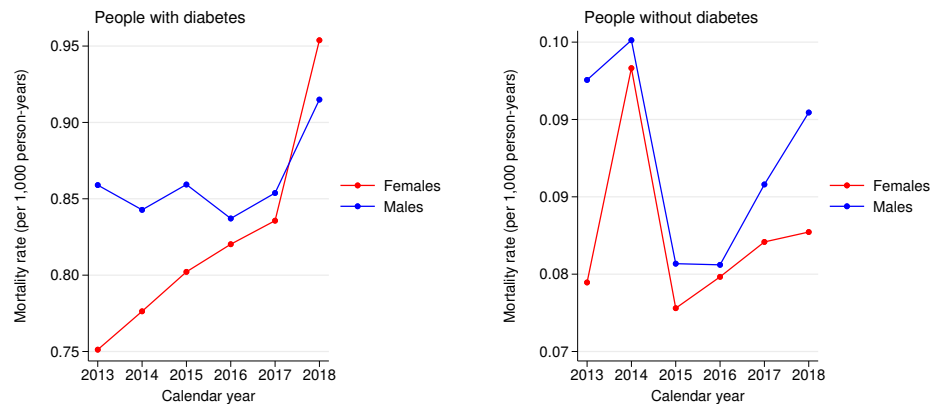 People with diabetes
Mortality rate (per 1,000 person-years)
0.95
0.90
0.85
0.80
0.75
2013 2014 2015 2016 2017 2018
Calendar year
Females
Males
People without diabetes
Mortality rate (per 1,000 person-years)
0.10
0.09
0.09
0.08
0.07
2013 2014 2015 2016 2017 2018
Calendar year
Females
Males